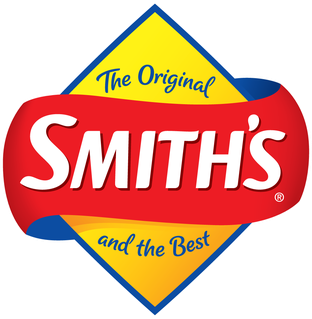 The Original
SMITH'S
®
and the Best